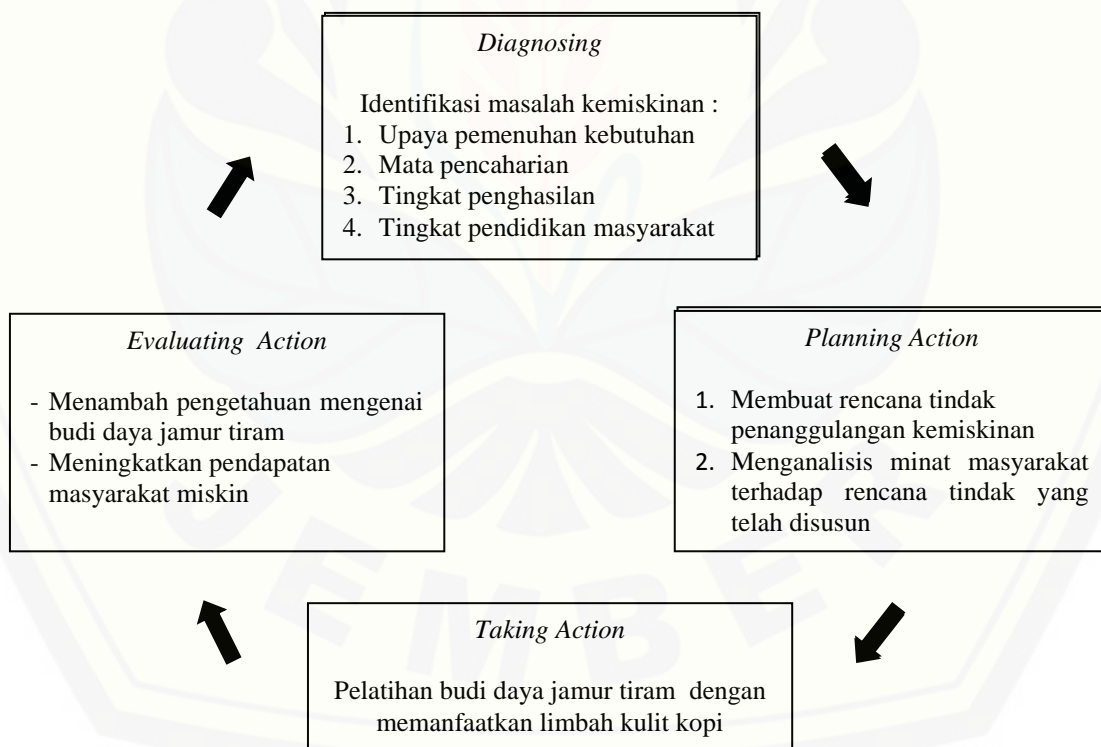 Diagnosing
Identifikasi masalah kemiskinan :
1. Upaya pemenuhan kebutuhan
2. Mata pencaharian
3. Tingkat penghasilan
4. Tingkat pendidikan masyarakat
Evaluating Action
- Menambah pengetahuan mengenai
budi daya jamur tiram
- Meningkatkan pendapatan
masyarakat miskin
Planning Action
1. Membuat rencana tindak
penanggulangan kemiskinan
2. Menganalisis minat masyarakat
terhadap rencana tindak yang
telah disusun
Taking Action
Pelatihan budi daya jamur tiram dengan
memanfaatkan limbah kulit kopi
JEMBER